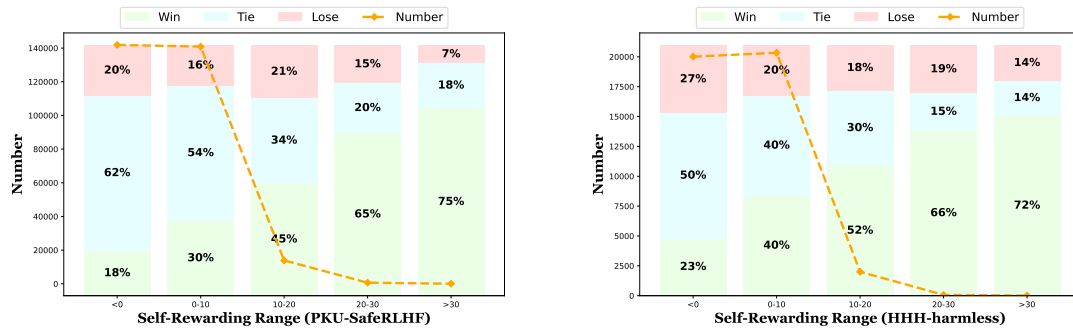 Win Tie Lose Number
140000
120000
100000
80000
60000
40000
20000
0
Number
20% 16% 21% 15% 7%
62% 54% 34% 20% 18%
18% 30% 45% 65% 75%
<0 0-10 10-20 20-30 >30
Self-Rewarding Range (PKU-SafeRLHF)
Win Tie Lose Number
20000
17500
15000
12500
10000
7500
5000
2500
0
Number
27% 20% 18% 19% 14%
50% 40% 30% 15% 14%
23% 40% 52% 66% 72%
<0 0-10 10-20 20-30 >30
Self-Rewarding Range (HHH-harmless)